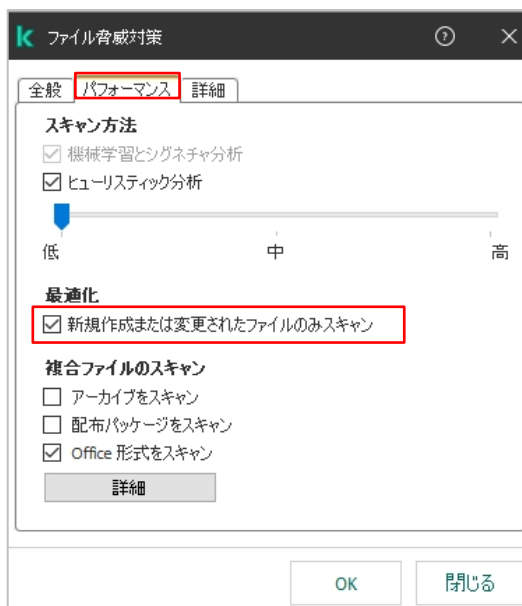 ファイル脅威対策
全般 パフォーマンス 詳細
スキャン方法
機械学習とシグネチャ分析
ヒューリスティック分析
低 中 高
最適化
新規作成または変更されたファイルのみスキャン
複合ファイルのスキャン
アーカイブをスキャン
配布パッケージをスキャン
Office 形式をスキャン
詳細
OK 閉じる